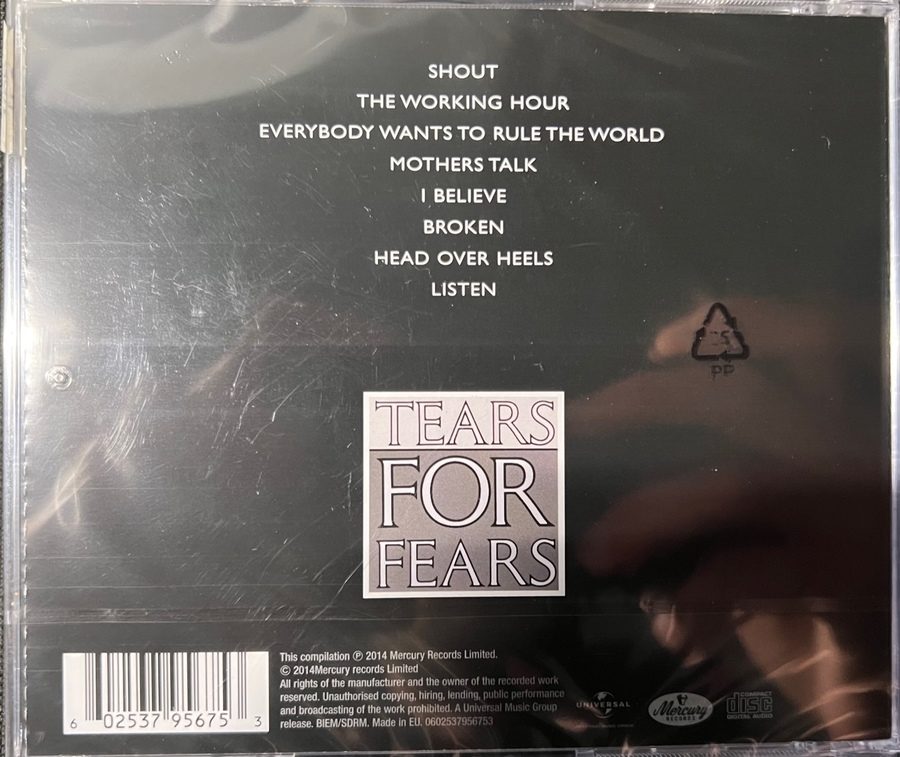 SHOUT
THE WORKING HOUR
EVERYBODY WANTS TO RULE THE WORLD
MOTHERS TALK
I BELIEVE
BROKEN
HEAD OVER HEELS
LISTEN
PP
TEARS
FOR
FEARS
This compilation ℗ 2014 Mercury Records Limited.
© 2014Mercury records Limited
All rights of the manufacturer and the owner of the recorded work
reserved. Unauthorised copying, hiring, lending, public performance
and broadcasting of the work prohibited. A Universal Music Group
release. BIEM/SDRM. Made in EU. 0602537956753
6 02537 95675 3
UNIVERSAL
Mercury
RECORDS
COMPACT
disc
DIGITAL AUDIO